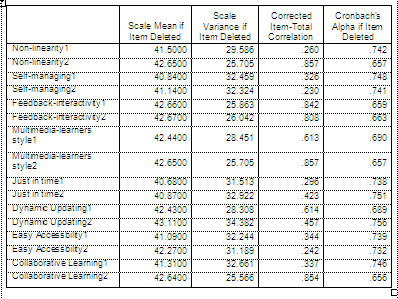 Scale Mean if Item Deleted Scale Variance if Item Deleted Corrected Item-Total Correlation Cronbach's Alpha if Item Deleted
Non-linearity1 41.5000 29.586 .260 .742
Non-linearity2 42.6500 25.705 .857 .657
Self-managing1 40.8400 32.459 .326 .748
Self-managing2 41.1400 32.324 .230 .741
Feedback-interactivity1 42.6600 25.863 .842 .659
Feedback-interactivity2 42.6700 26.042 .808 .663
Multimedia-learners style1 42.4400 28.451 .613 .690
Multimedia-learners style2 42.6500 25.705 .857 .657
Just in time1 40.6800 31.513 .296 .738
Just in time2 40.8700 32.922 .423 .751
Dynamic Updating1 42.4300 28.308 .614 .689
Dynamic Updating2 43.1100 34.382 .457 .756
Easy Accessbility1 41.0900 32.244 .344 .739
Easy Accessbility2 42.2700 31.189 .242 .732
Collaborative Learning1 41.3100 32.661 .337 .746
Collaborative Learning2 42.6400 25.566 .854 .656